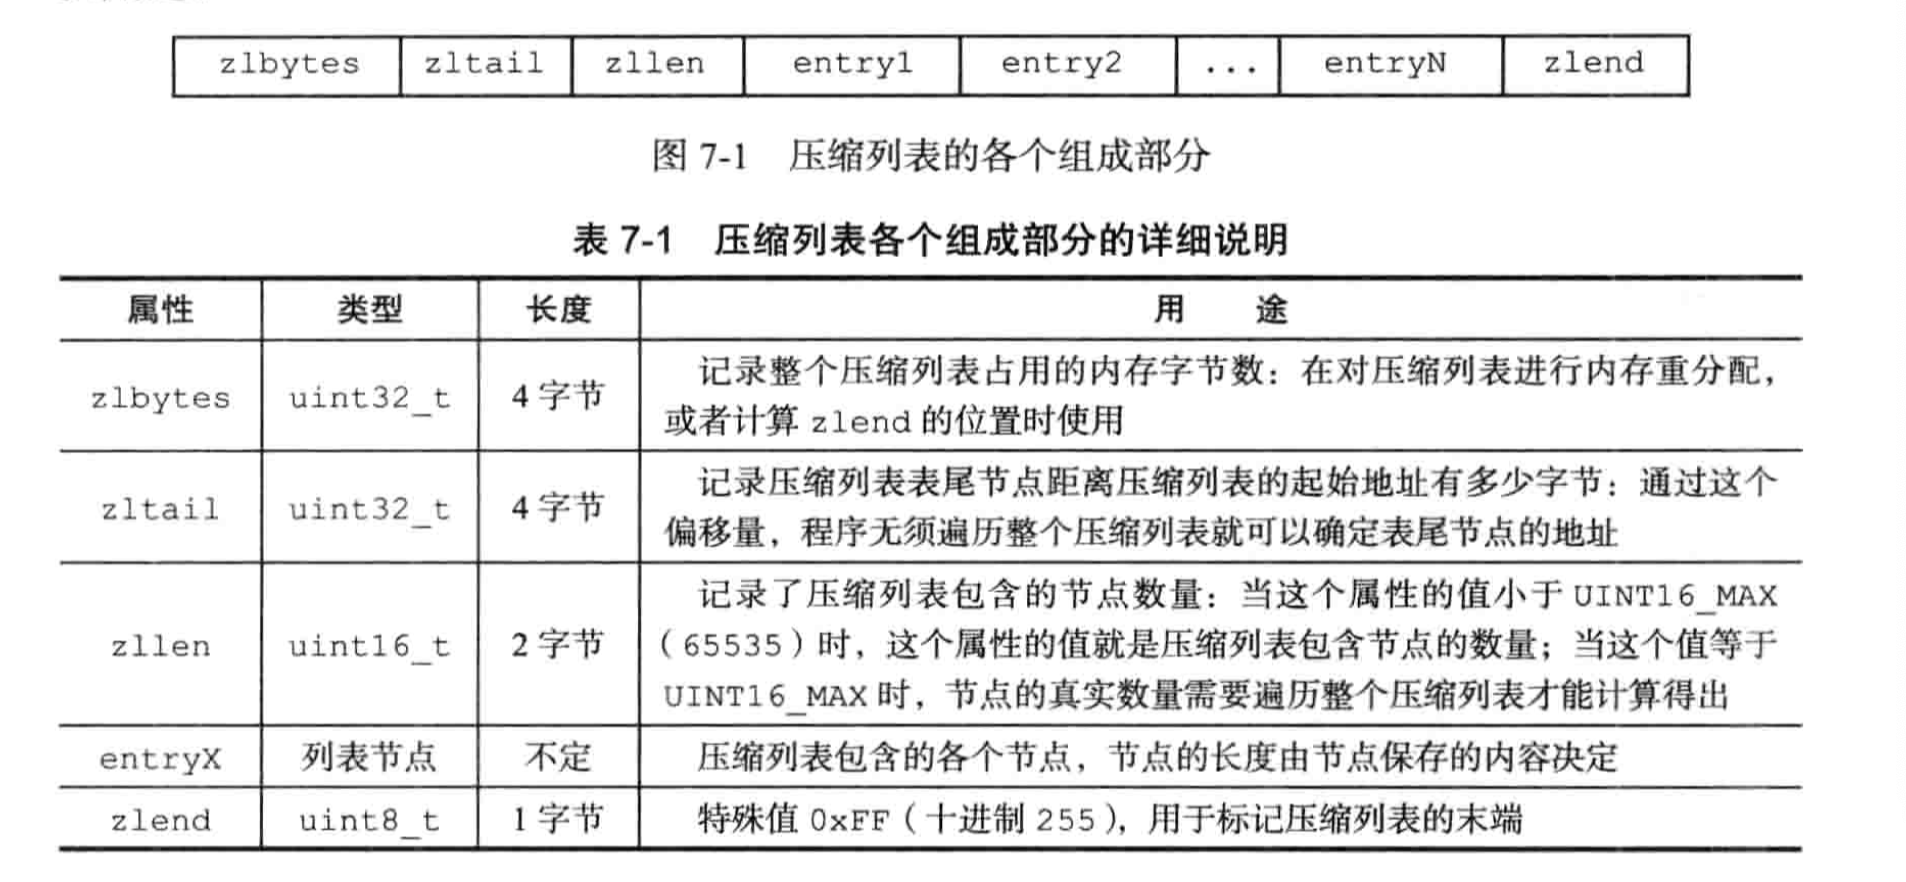 zlbytes zltail zllen entry1 entry2 ... entryN zlend
图 7-1 压缩列表的各个组成部分
表 7-1 压缩列表各个组成部分的详细说明
属性 类型 长度 用 途
zlbytes uint32_t 4 字节 记录整个压缩列表占用的内存字节数：在对压缩列表进行内存重分配，
或者计算 zlend 的位置时使用
zltail uint32_t 4 字节 记录压缩列表表尾节点距离压缩列表的起始地址有多少字节：通过这个
偏移量，程序无须遍历整个压缩列表就可以确定表尾节点的地址
zllen uint16_t 2 字节 记录了压缩列表包含的节点数量：当这个属性的值小于 UINT16_MAX
（65535）时，这个属性的值就是压缩列表包含节点的数量；当这个值等于
UINT16_MAX 时，节点的真实数量需要遍历整个压缩列表才能计算得出
entryX 列表节点 不定 压缩列表包含的各个节点，节点的长度由节点保存的内容决定
zlend uint8_t 1 字节 特殊值 0xFF（十进制 255），用于标记压缩列表的末端